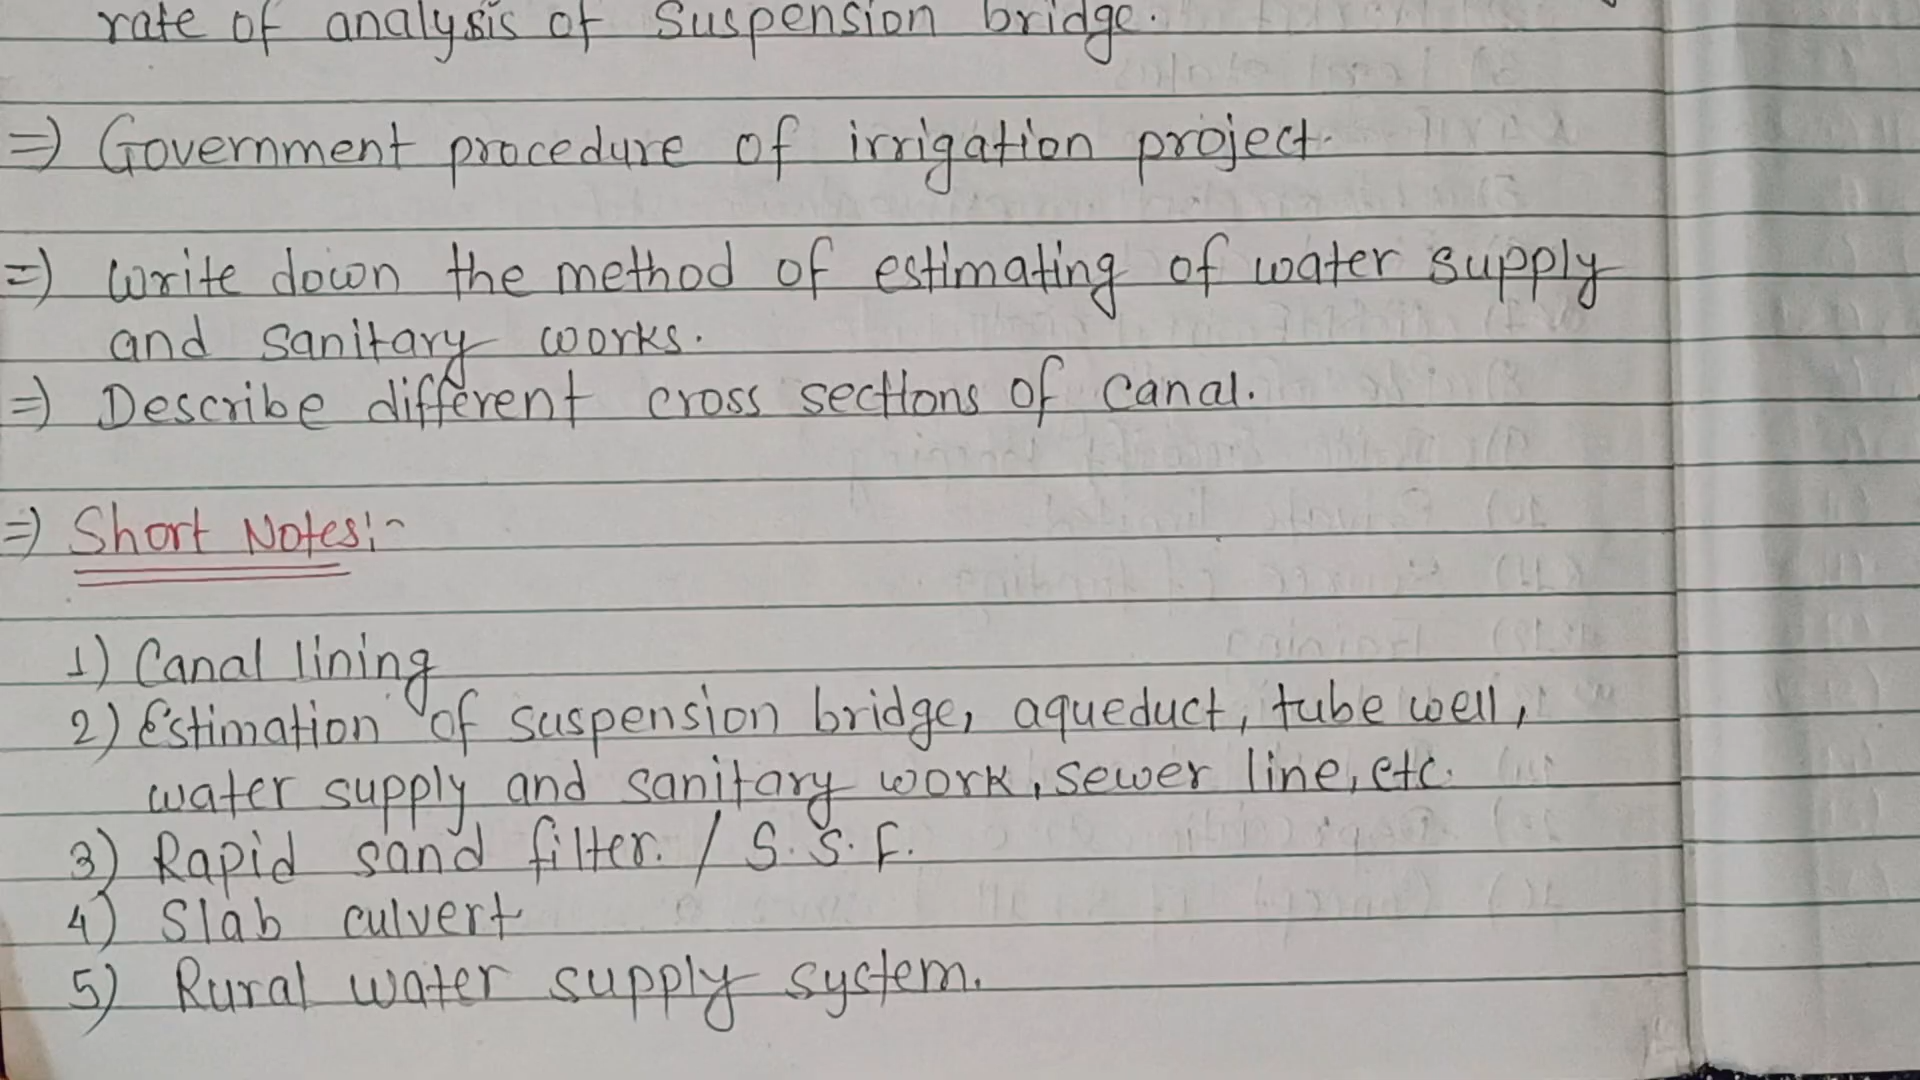 rate of analysis of suspension bridge.
=) Government procedure of irrigation project.
=) Write down the method of estimating of water supply
and sanitary works.
=) Describe different cross sections of canal.
=) Short Notes:-
1) Canal lining
2) Estimation of suspension bridge, aqueduct, tube well,
water supply and sanitary work, sewer line, etc.
3) Rapid sand filter. / S.S.F.
4) Slab culvert
5) Rural water supply system.